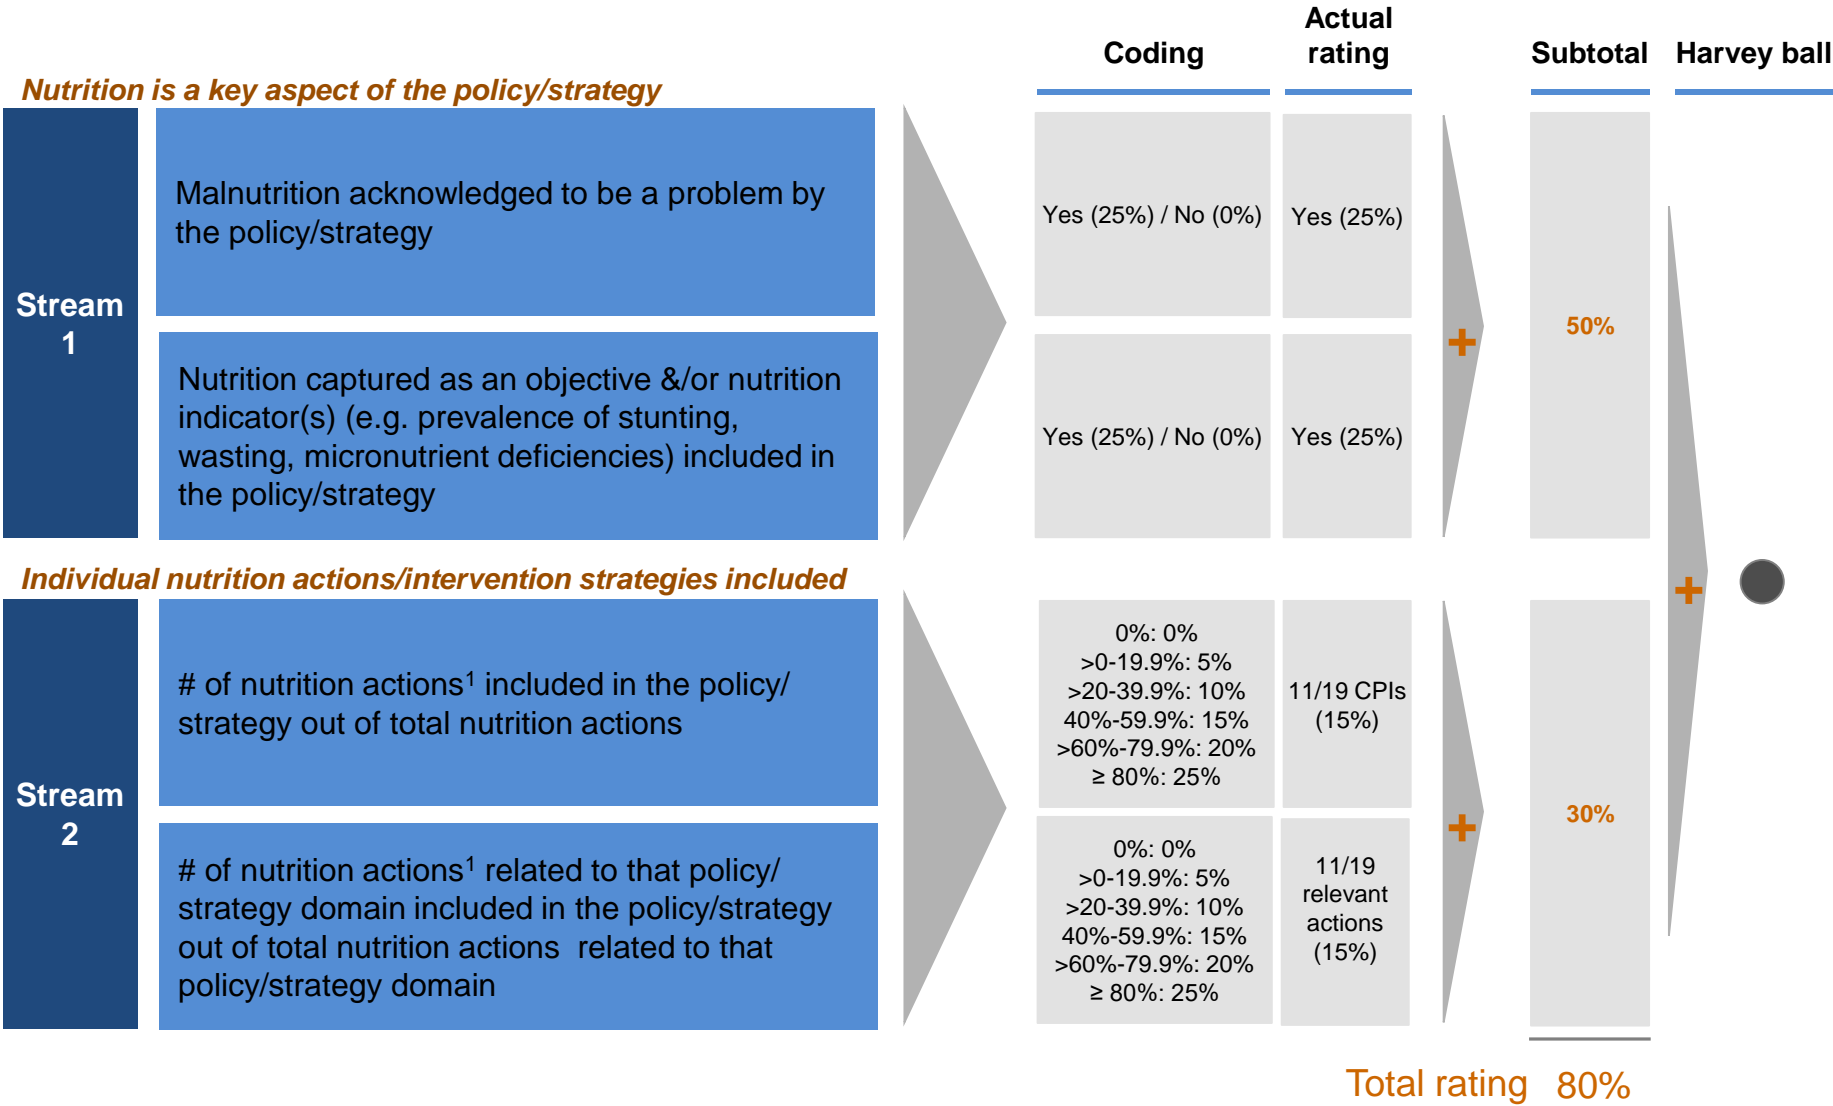 Coding
Actual
rating
Subtotal
Harvey ball
Nutrition is a key aspect of the policy/strategy
Stream
1
Malnutrition acknowledged to be a problem by
the policy/strategy
Yes (25%) / No (0%)
Yes (25%)
Nutrition captured as an objective &/or nutrition
indicator(s) (e.g. prevalence of stunting,
wasting, micronutrient deficiencies) included in
the policy/strategy
Yes (25%) / No (0%)
Yes (25%)
+
50%
Individual nutrition actions/intervention strategies included
Stream
2
# of nutrition actions¹ included in the policy/
strategy out of total nutrition actions
0%: 0%
>0-19.9%: 5%
>20-39.9%: 10%
40%-59.9%: 15%
>60%-79.9%: 20%
≥ 80%: 25%
11/19 CPIs
(15%)
# of nutrition actions¹ related to that policy/
strategy domain included in the policy/strategy
out of total nutrition actions  related to that
policy/strategy domain
0%: 0%
>0-19.9%: 5%
>20-39.9%: 10%
40%-59.9%: 15%
>60%-79.9%: 20%
≥ 80%: 25%
11/19
relevant
actions
(15%)
+
30%
+
Total rating 80%